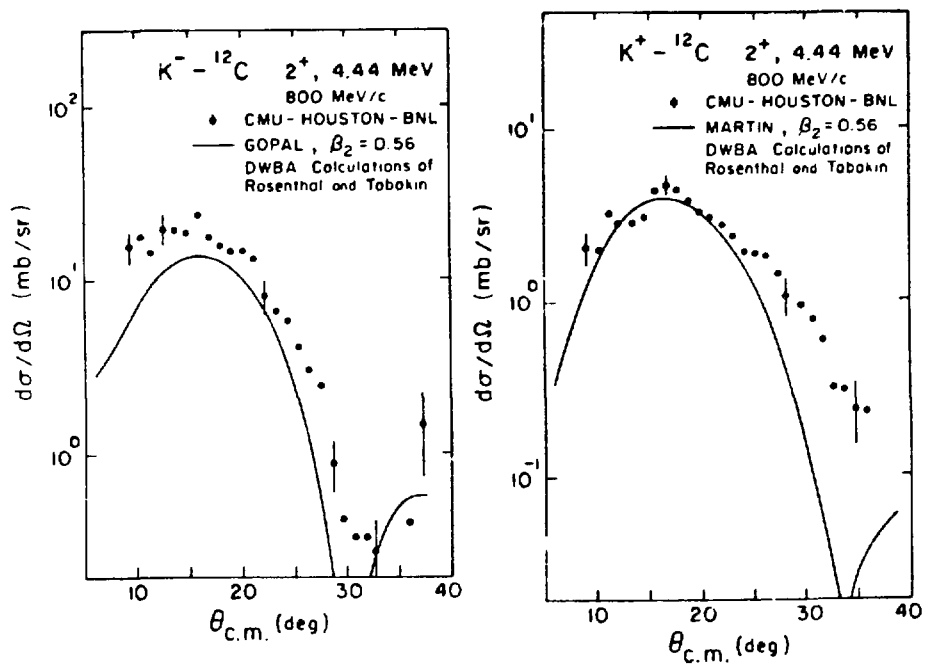 K⁻ – ¹²C 2⁺, 4.44 MeV
800 MeV/c
CMU – HOUSTON – BNL
GOPAL, β₂ = 0.56
DWBA Calculations of
Rosenthal and Tabakin
10²
10¹
10⁰
dσ/dΩ (mb/sr)
10 20 30 40
θc.m. (deg)
K⁺ – ¹²C 2⁺, 4.44 MeV
800 MeV/c
CMU – HOUSTON – BNL
MARTIN, β₂ = 0.56
DWBA Calculations of
Rosenthal and Tabakin
10¹
10⁰
10⁻¹
dσ/dΩ (mb/sr)
10 20 30 40
θc.m. (deg)